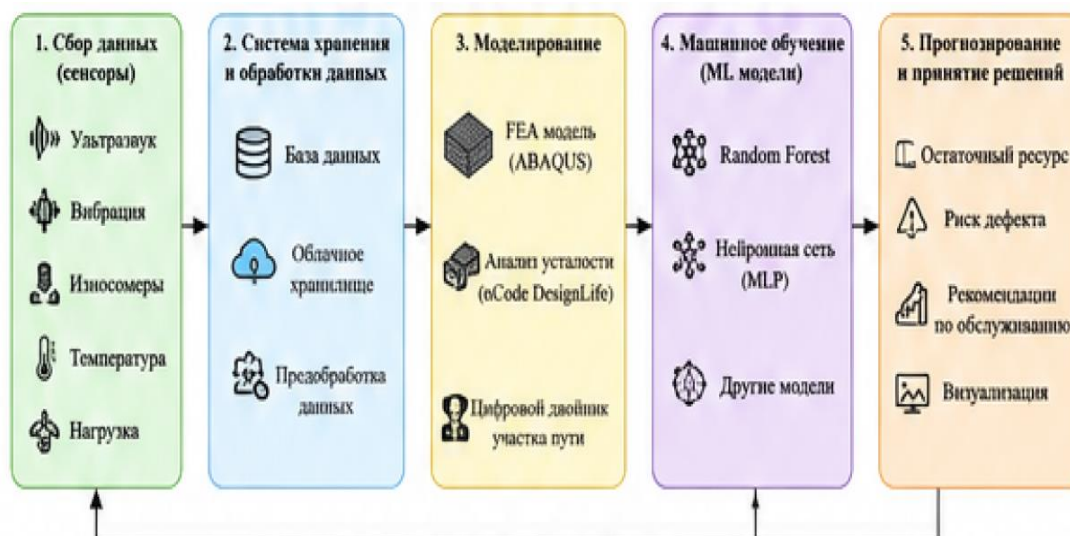 1. Сбор данных
(сенсоры)
Ультразвук
Вибрация
Износомеры
Температура
Нагрузка
2. Система хранения
и обработки данных
База данных
Облачное
хранилище
Предобработка
данных
3. Моделирование
FEA модель
(ABAQUS)
Анализ усталости
(nCode DesignLife)
Цифровой двойник
участка пути
4. Машинное обучение
(ML модели)
Random Forest
Нейронная сеть
(MLP)
Другие модели
5. Прогнозирование
и принятие решений
Остаточный ресурс
Риск дефекта
Рекомендации
по обслуживанию
Визуализация